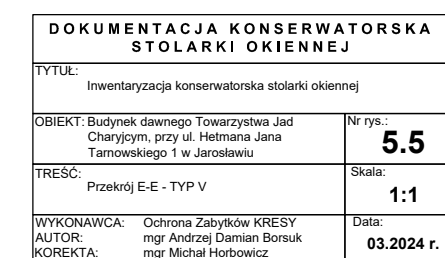 DOKUMENTACJA KONSERWATORSKA
STOLARKI OKIENNEJ
TYTUŁ:
Inwentaryzacja konserwatorska stolarki okiennej
OBIEKT: Budynek dawnego Towarzystwa Jad
Charyjcym, przy ul. Hetmana Jana
Tarnowskiego 1 w Jarosławiu
Nr rys.:
5.5
TREŚĆ:
Przekrój E-E - TYP V
Skala:
1:1
WYKONAWCA: Ochrona Zabytków KRESY
AUTOR: mgr Andrzej Damian Borsuk
KOREKTA: mgr Michał Horbowicz
Data:
03.2024 r.